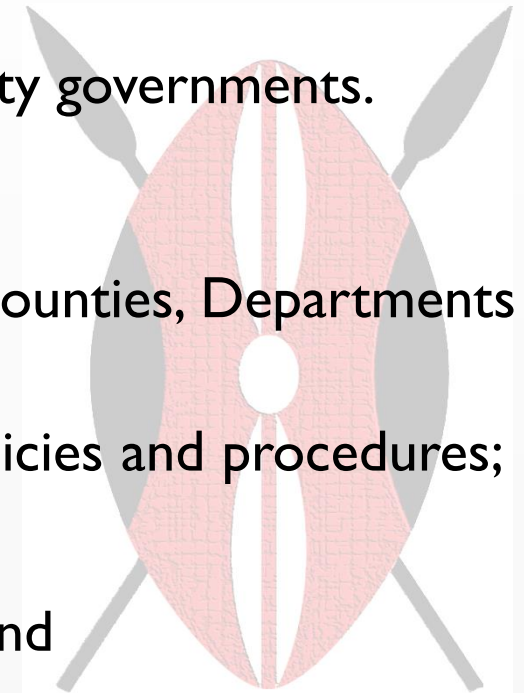 ty governments.
ounties, Departments
icies and procedures;
nd